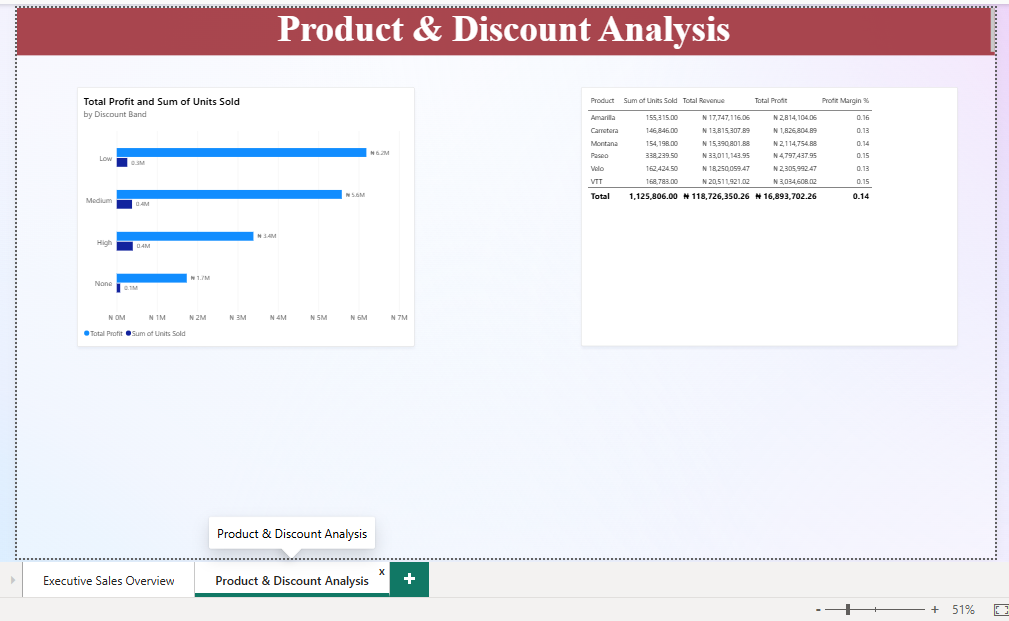 Product & Discount Analysis
Total Profit and Sum of Units Sold
by Discount Band
Low ₦ 6.2M
0.3M
Medium ₦ 5.6M
0.4M
High ₦ 3.4M
0.4M
None ₦ 1.7M
0.1M
₦ 0M ₦ 1M ₦ 2M ₦ 3M ₦ 4M ₦ 5M ₦ 6M ₦ 7M
Total Profit Sum of Units Sold
Product Sum of Units Sold Total Revenue Total Profit Profit Margin %
Amarilla 155,315.00 ₦ 17,747,116.06 ₦ 2,814,104.06 0.16
Carretera 146,846.00 ₦ 13,815,307.89 ₦ 1,826,804.89 0.13
Montana 154,198.00 ₦ 15,390,801.88 ₦ 2,114,754.88 0.14
Paseo 338,239.50 ₦ 33,011,143.95 ₦ 4,797,437.95 0.15
Velo 162,424.50 ₦ 18,250,059.47 ₦ 2,305,992.47 0.13
VTT 168,783.00 ₦ 20,511,921.02 ₦ 3,034,608.02 0.15
Total 1,125,806.00 ₦ 118,726,350.26 ₦ 16,893,702.26 0.14
Product & Discount Analysis
Executive Sales Overview
Product & Discount Analysis x
+
- + 51%